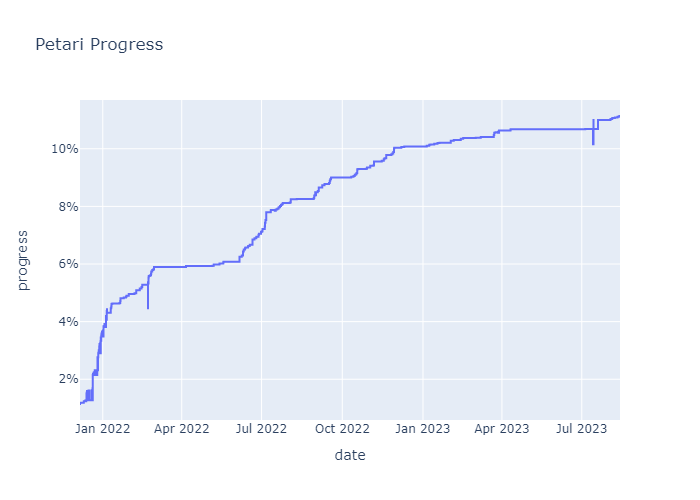 Petari Progress
progress
10%
8%
6%
4%
2%
Jan 2022 Apr 2022 Jul 2022 Oct 2022 Jan 2023 Apr 2023 Jul 2023
date